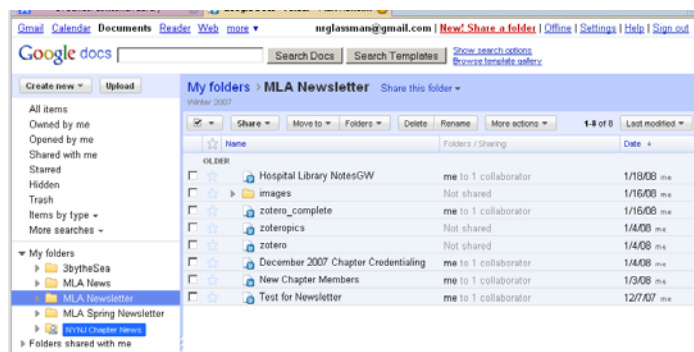 Gmail Calendar Documents Reader Web more ▾ nrglassman@gmail.com | New! Share a folder | Offline | Settings | Help | Sign out
Google docs Search Docs Search Templates Show search options
Browse template gallery
Create new ▾ Upload
My folders > MLA Newsletter Share this folder ▾
Winter 2007
Share ▾ Move to ▾ Folders ▾ Delete Rename More actions ▾ 1-8 of 8 Last modified ▾
Name Folders / Sharing Date
OLDER
Hospital Library NotesGW me to 1 collaborator 1/18/08 me
images Not shared 1/16/08 me
zotero_complete me to 1 collaborator 1/16/08 me
zoteropics Not shared 1/4/08 me
zotero Not shared 1/4/08 me
December 2007 Chapter Credentialing me to 1 collaborator 1/4/08 me
New Chapter Members me to 1 collaborator 1/3/08 me
Test for Newsletter me to 1 collaborator 12/7/07 me
All items
Owned by me
Opened by me
Shared with me
Starred
Hidden
Trash
Items by type ▾
More searches ▾
My folders
3bytheSea
MLA News
MLA Newsletter
MLA Spring Newsletter
NYNJ Chapter News
Folders shared with me